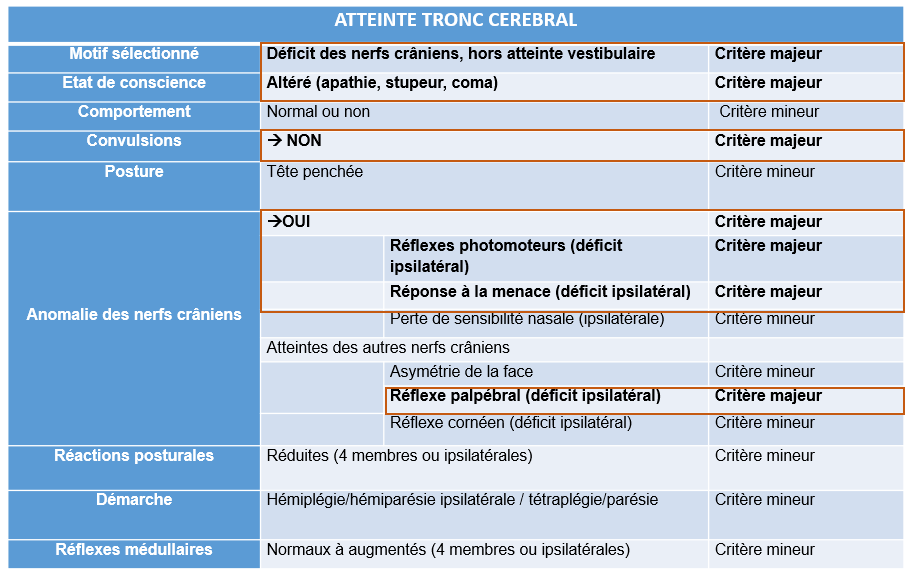 ATTEINTE TRONC CEREBRAL
Motif sélectionné Déficit des nerfs crâniens, hors atteinte vestibulaire Critère majeur
Etat de conscience Altéré (apathie, stupeur, coma) Critère majeur
Comportement Normal ou non Critère mineur
Convulsions → NON Critère majeur
Posture Tête penchée Critère mineur
Anomalie des nerfs crâniens →OUI Critère majeur
Réflexes photomoteurs (déficit Critère majeur
ipsilatéral)
Réponse à la menace (déficit ipsilatéral) Critère majeur
Perte de sensibilité nasale (ipsilatérale) Critère mineur
Atteintes des autres nerfs crâniens
Asymétrie de la face Critère mineur
Réflexe palpébral (déficit ipsilatéral) Critère majeur
Réflexe cornéen (déficit ipsilatéral) Critère mineur
Réactions posturales Réduites (4 membres ou ipsilatérales) Critère mineur
Démarche Hémiplégie/hémiparésie ipsilatérale / tétraplégie/parésie Critère mineur
Réflexes médullaires Normaux à augmentés (4 membres ou ipsilatérales) Critère mineur